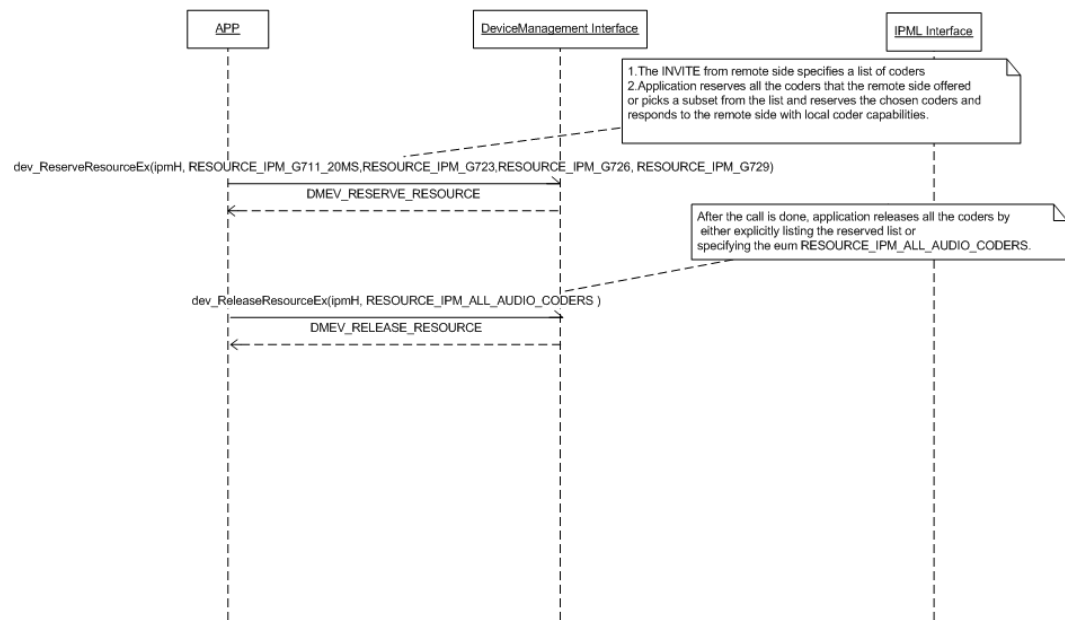 APP
DeviceManagement Interface
IPML Interface
1.The INVITE from remote side specifies a list of coders
2.Application reserves all the coders that the remote side offered
or picks a subset from the list and reserves the chosen coders and
responds to the remote side with local coder capabilities.
dev_ReserveResourceEx(ipmH, RESOURCE_IPM_G711_20MS,RESOURCE_IPM_G723,RESOURCE_IPM_G726, RESOURCE_IPM_G729)
DMEV_RESERVE_RESOURCE
After the call is done, application releases all the coders by
either explicitly listing the reserved list or
specifying the eum RESOURCE_IPM_ALL_AUDIO_CODERS.
dev_ReleaseResourceEx(ipmH, RESOURCE_IPM_ALL_AUDIO_CODERS )
DMEV_RELEASE_RESOURCE